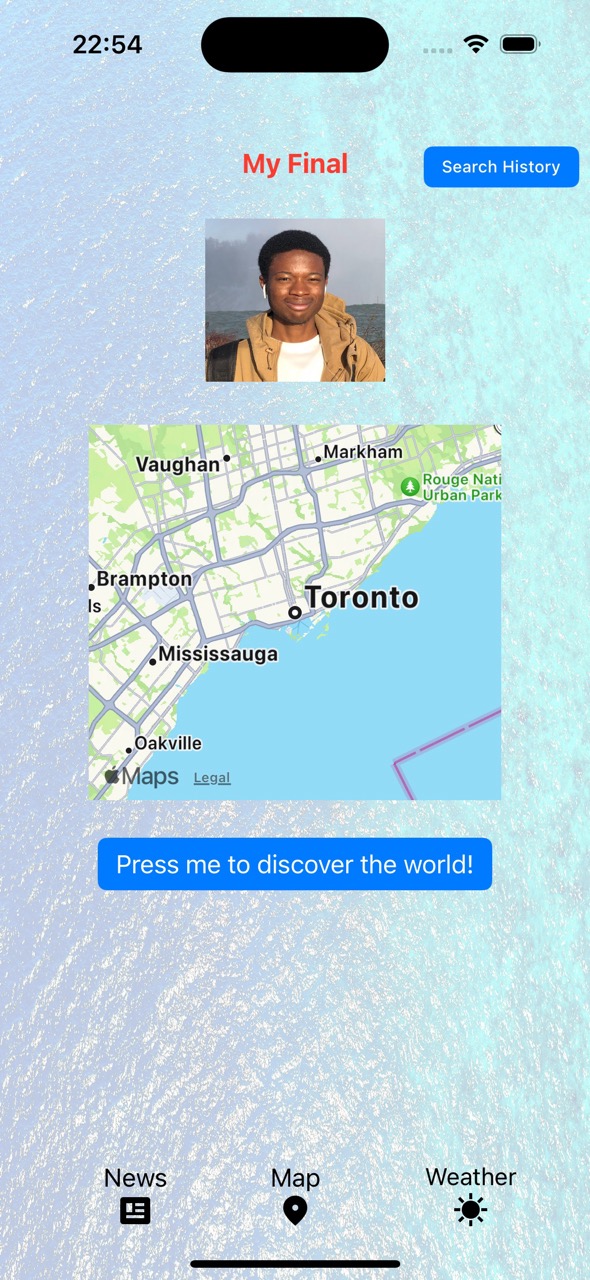 22:54
My Final
Search History
Vaughan
Markham
Rouge Nati
Urban Park
Brampton
ls
Toronto
Mississauga
Oakville
Maps
Legal
Press me to discover the world!
News
Map
Weather